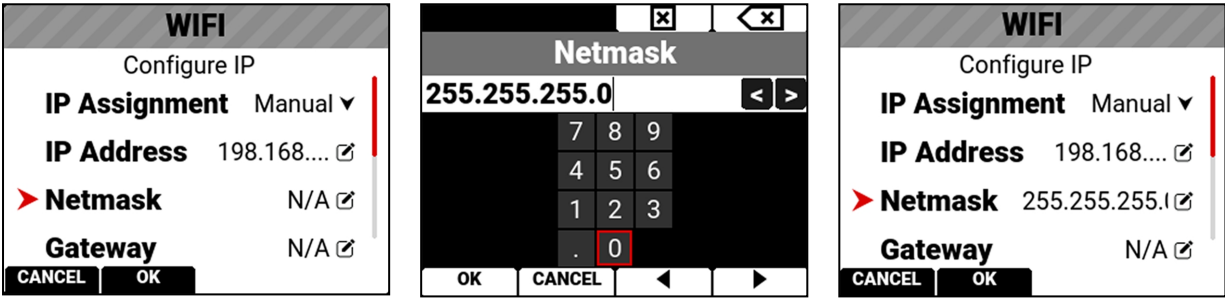 WIFI
Configure IP
IP Assignment Manual
IP Address 198.168....
Netmask N/A
Gateway N/A
CANCEL OK
Netmask
255.255.255.0
< >
7 8 9
4 5 6
1 2 3
. 0
OK CANCEL
WIFI
Configure IP
IP Assignment Manual
IP Address 198.168....
Netmask 255.255.255.
Gateway N/A
CANCEL OK